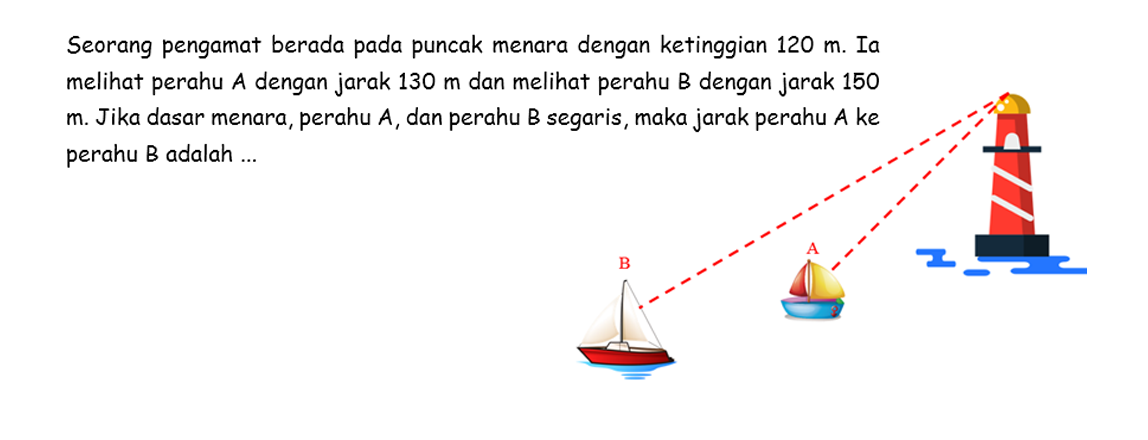 Seorang pengamat berada pada puncak menara dengan ketinggian 120 m. Ia
melihat perahu A dengan jarak 130 m dan melihat perahu B dengan jarak 150
m. Jika dasar menara, perahu A, dan perahu B segaris, maka jarak perahu A ke
perahu B adalah ...
A
B